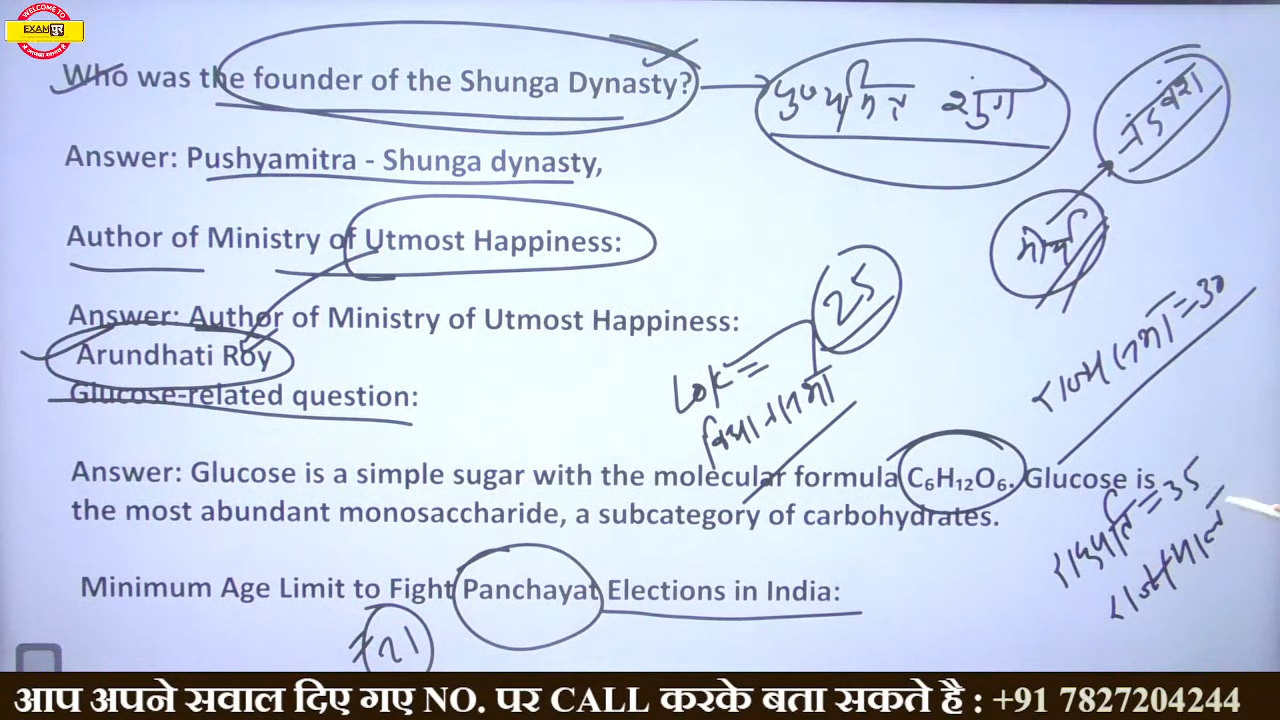 WELCOME TO
EXAM पुर
Who was the founder of the Shunga Dynasty?
पुष्यमित्र शुंग
नंद वंश
Answer: Pushyamitra - Shunga dynasty,
मौर्य
Author of Ministry of Utmost Happiness:
25
Answer: Author of Ministry of Utmost Happiness:
Arundhati Roy
Lok =
विधानसभा
राज्यसभा = 30
Glucose-related question:
Answer: Glucose is a simple sugar with the molecular formula C₆H₁₂O₆. Glucose is
the most abundant monosaccharide, a subcategory of carbohydrates.
= 35
राज्यपाल
Minimum Age Limit to Fight Panchayat Elections in India:
21
आप अपने सवाल दिए गए NO. पर CALL करके बता सकते है : +91 7827204244